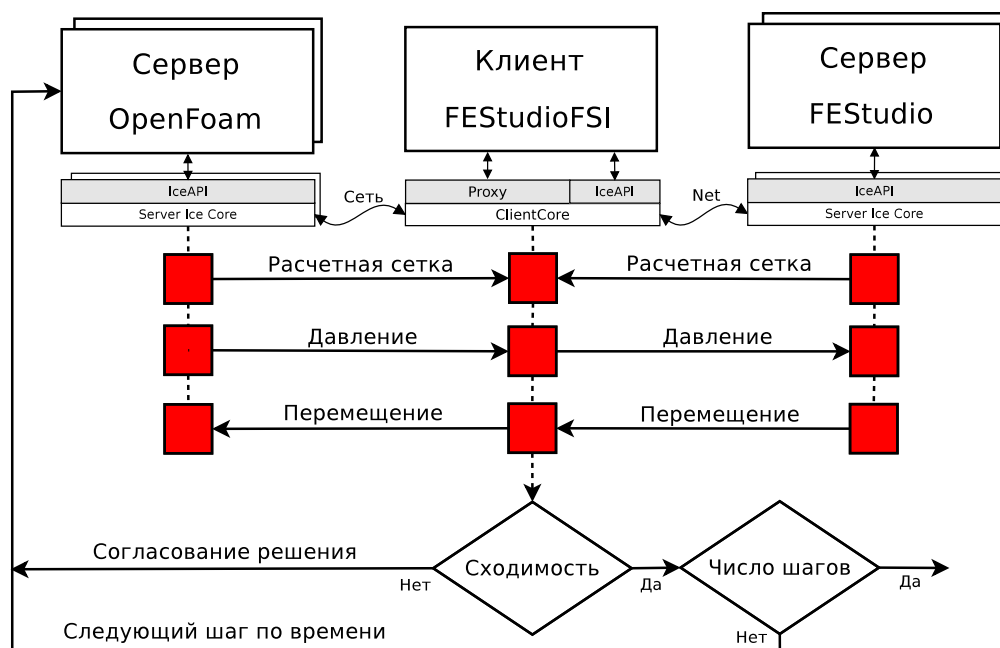 Сервер
OpenFoam
Клиент
FEStudioFSI
Сервер
FEStudio
IceAPI
Server Ice Core
Сеть
Proxy
IceAPI
ClientCore
Net
IceAPI
Server Ice Core
Расчетная сетка
Расчетная сетка
Давление
Давление
Перемещение
Перемещение
Согласование решения
Нет
Сходимость
Да
Число шагов
Да
Следующий шаг по времени
Нет